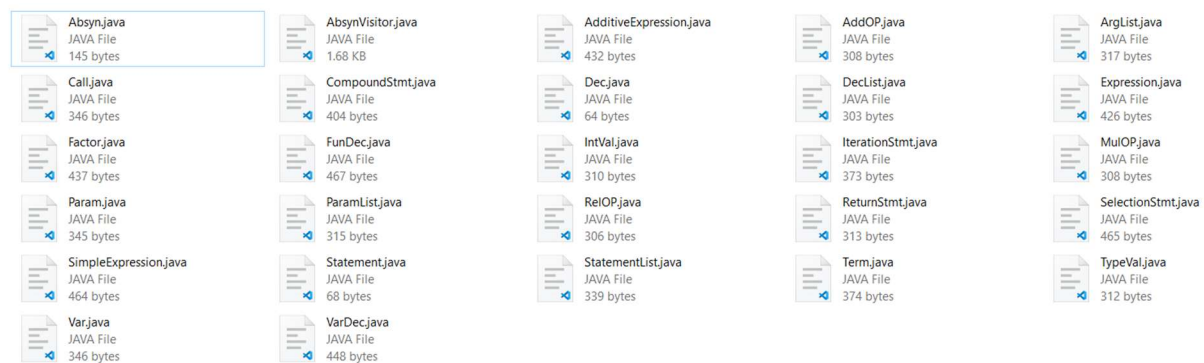 Absyn.java
JAVA File
145 bytes
AbsynVisitor.java
JAVA File
1.68 KB
AdditiveExpression.java
JAVA File
432 bytes
AddOP.java
JAVA File
308 bytes
ArgList.java
JAVA File
317 bytes
Call.java
JAVA File
346 bytes
CompoundStmt.java
JAVA File
404 bytes
Dec.java
JAVA File
64 bytes
DecList.java
JAVA File
303 bytes
Expression.java
JAVA File
426 bytes
Factor.java
JAVA File
437 bytes
FunDec.java
JAVA File
467 bytes
IntVal.java
JAVA File
310 bytes
IterationStmt.java
JAVA File
373 bytes
MulOP.java
JAVA File
308 bytes
Param.java
JAVA File
345 bytes
ParamList.java
JAVA File
315 bytes
RelOP.java
JAVA File
306 bytes
ReturnStmt.java
JAVA File
313 bytes
SelectionStmt.java
JAVA File
465 bytes
SimpleExpression.java
JAVA File
464 bytes
Statement.java
JAVA File
68 bytes
StatementList.java
JAVA File
339 bytes
Term.java
JAVA File
374 bytes
TypeVal.java
JAVA File
312 bytes
Var.java
JAVA File
346 bytes
VarDec.java
JAVA File
448 bytes